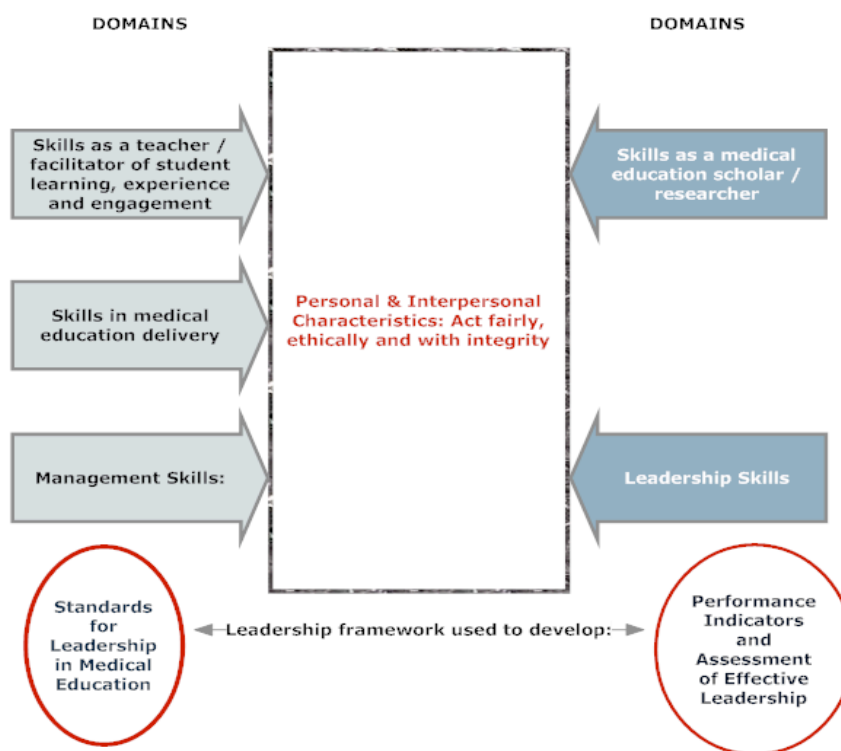 DOMAINS
DOMAINS
Skills as a teacher /
facilitator of student
learning, experience
and engagement
Skills as a medical
education scholar /
researcher
Skills in medical
education delivery
Personal & Interpersonal
Characteristics: Act fairly,
ethically and with integrity
Management Skills:
Leadership Skills
Standards
for
Leadership
in Medical
Education
Leadership framework used to develop:
Performance
Indicators
and
Assessment
of Effective
Leadership